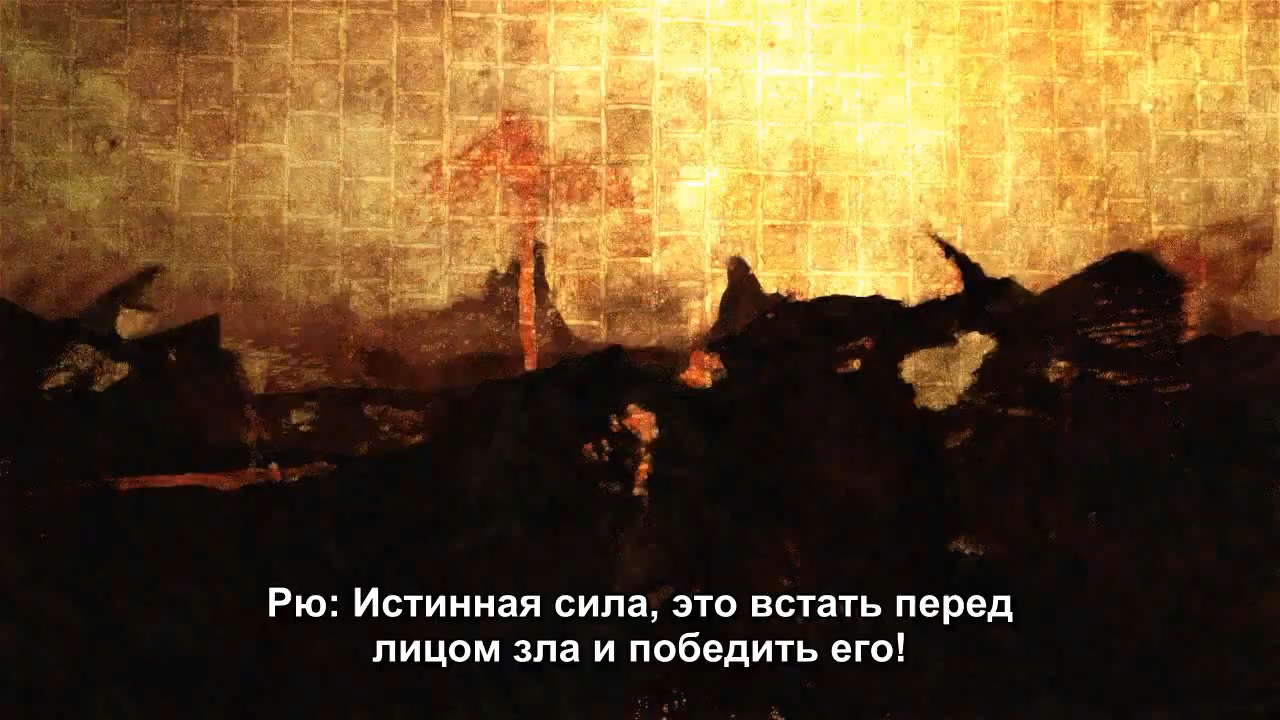 Рю: Истинная сила, это встать перед
лицом зла и победить его!